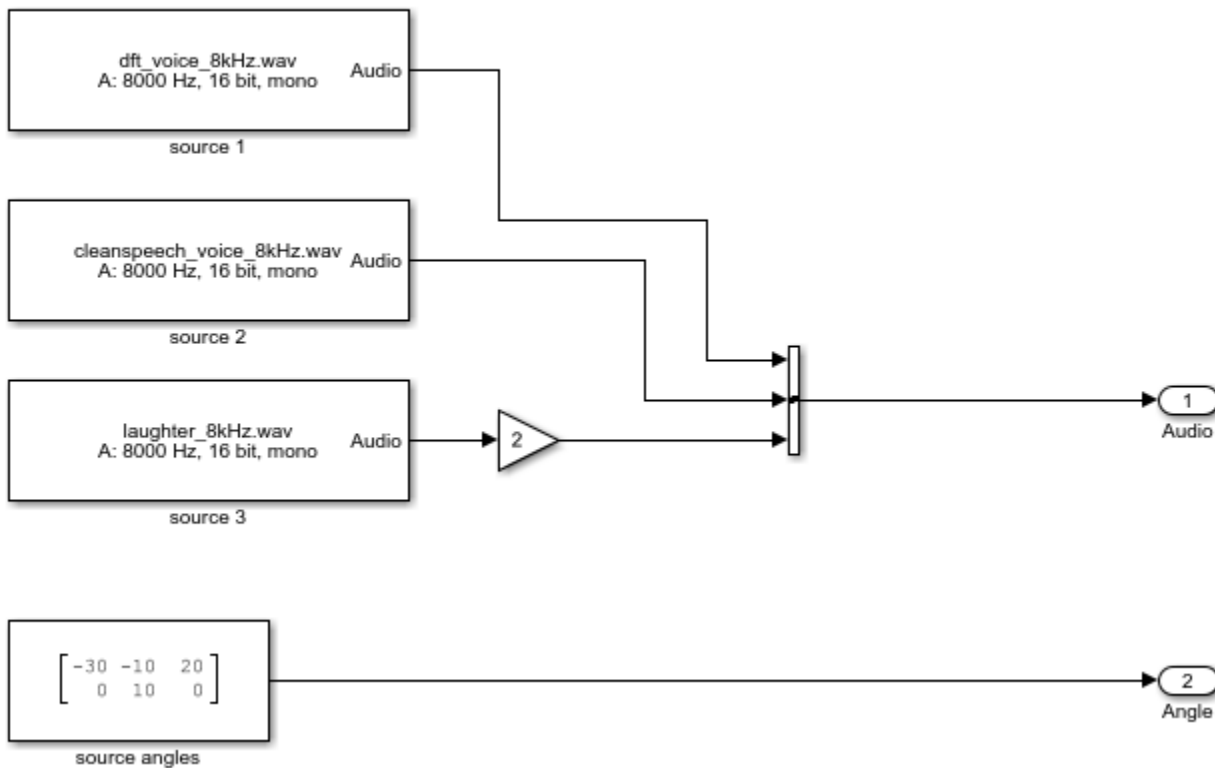 dft_voice_8kHz.wav
A: 8000 Hz, 16 bit, mono
Audio
source 1
cleanspeech_voice_8kHz.wav
A: 8000 Hz, 16 bit, mono
Audio
source 2
laughter_8kHz.wav
A: 8000 Hz, 16 bit, mono
Audio
source 3
2
1
Audio
-30 -10 20
0 10 0
source angles
2
Angle